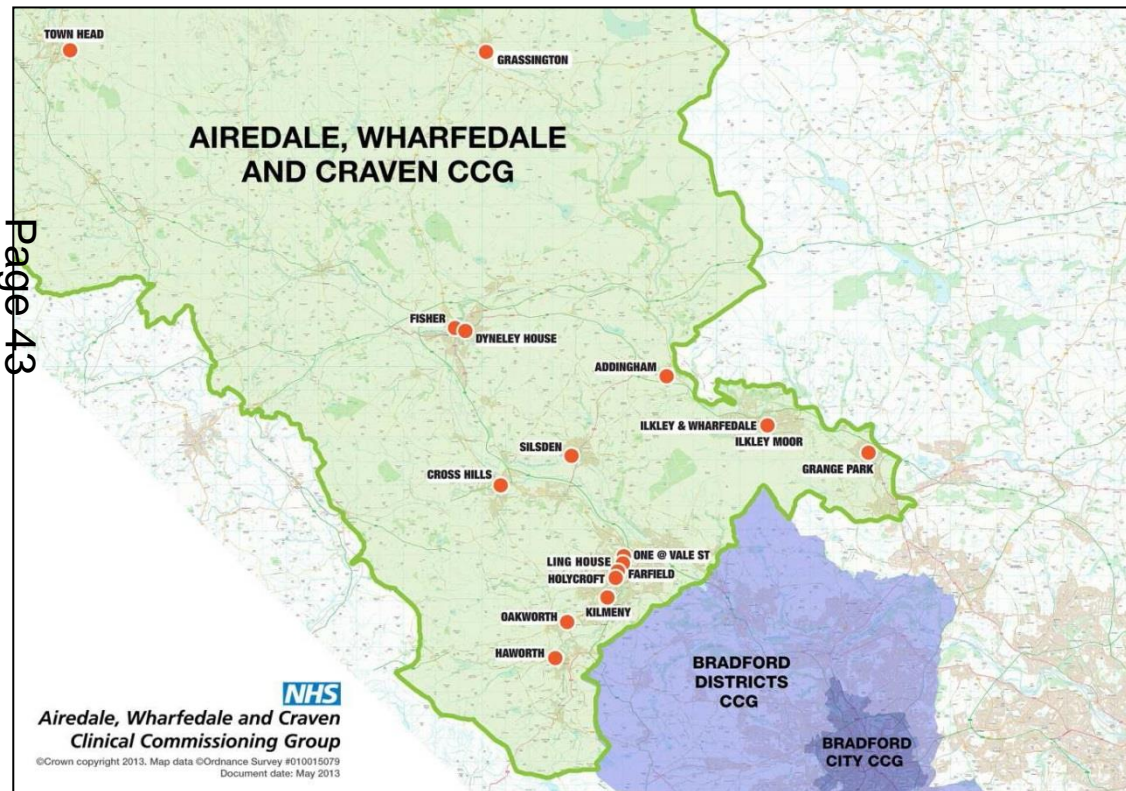 TOWN HEAD
GRASSINGTON
AIREDALE, WHARFEDALE
AND CRAVEN CCG
Page 43
FISHER
DYNELEY HOUSE
ADDINGHAM
ILKLEY & WHARFEDALE
ILKLEY MOOR
GRANGE PARK
SILSDEN
CROSS HILLS
ONE @ VALE ST
LING HOUSE
FARFIELD
HOLYCROFT
KILMENY
OAKWORTH
HAWORTH
BRADFORD
DISTRICTS
CCG
BRADFORD
CITY CCG
NHS
Airedale, Wharfedale and Craven
Clinical Commissioning Group
©Crown copyright 2013. Map data ©Ordnance Survey #010015079
Document date: May 2013